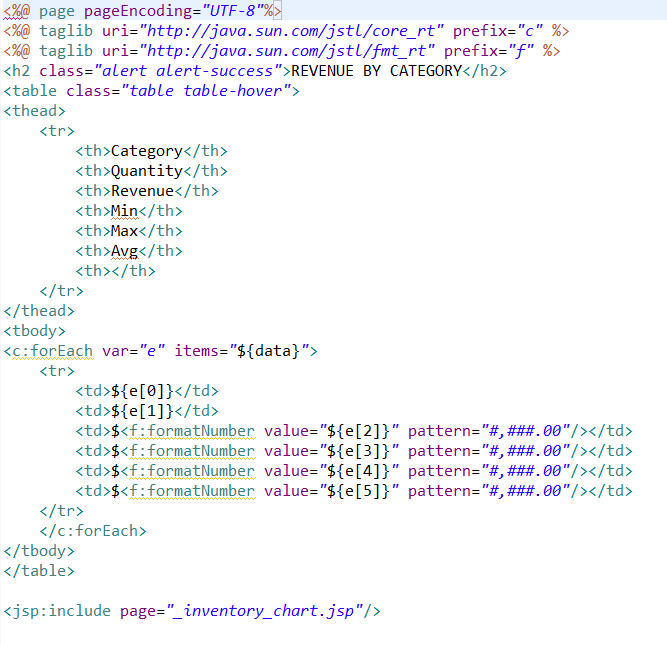 <%@ page pageEncoding="UTF-8"%>
<%@ taglib uri="http://java.sun.com/jstl/core_rt" prefix="c" %>
<%@ taglib uri="http://java.sun.com/jstl/fmt_rt" prefix="f" %>
<h2 class="alert alert-success">REVENUE BY CATEGORY</h2>
<table class="table table-hover">
<thead>
    <tr>
        <th>Category</th>
        <th>Quantity</th>
        <th>Revenue</th>
        <th>Min</th>
        <th>Max</th>
        <th>Avg</th>
        <th></th>
    </tr>
</thead>
<tbody>
<c:forEach var="e" items="${data}">
    <tr>
        <td>${e[0]}</td>
        <td>${e[1]}</td>
        <td>$<f:formatNumber value="${e[2]}" pattern="#,###.00"/></td>
        <td>$<f:formatNumber value="${e[3]}" pattern="#,###.00"/></td>
        <td>$<f:formatNumber value="${e[4]}" pattern="#,###.00"/></td>
        <td>$<f:formatNumber value="${e[5]}" pattern="#,###.00"/></td>
    </tr>
    </c:forEach>
</tbody>
</table>

<jsp:include page="_inventory_chart.jsp"/>